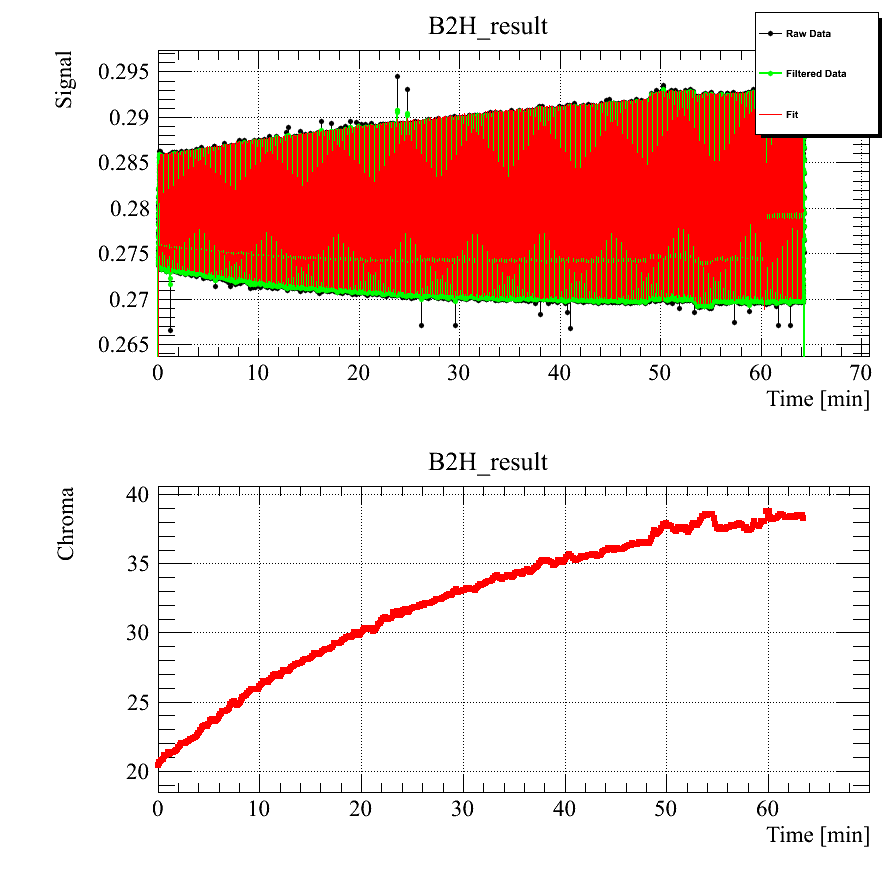 B2H_result
Signal
Raw Data
Filtered Data
Fit
0.295
0.29
0.285
0.28
0.275
0.27
0.265
0 10 20 30 40 50 60 70
Time [min]
B2H_result
Chroma
40
35
30
25
20
0 10 20 30 40 50 60
Time [min]